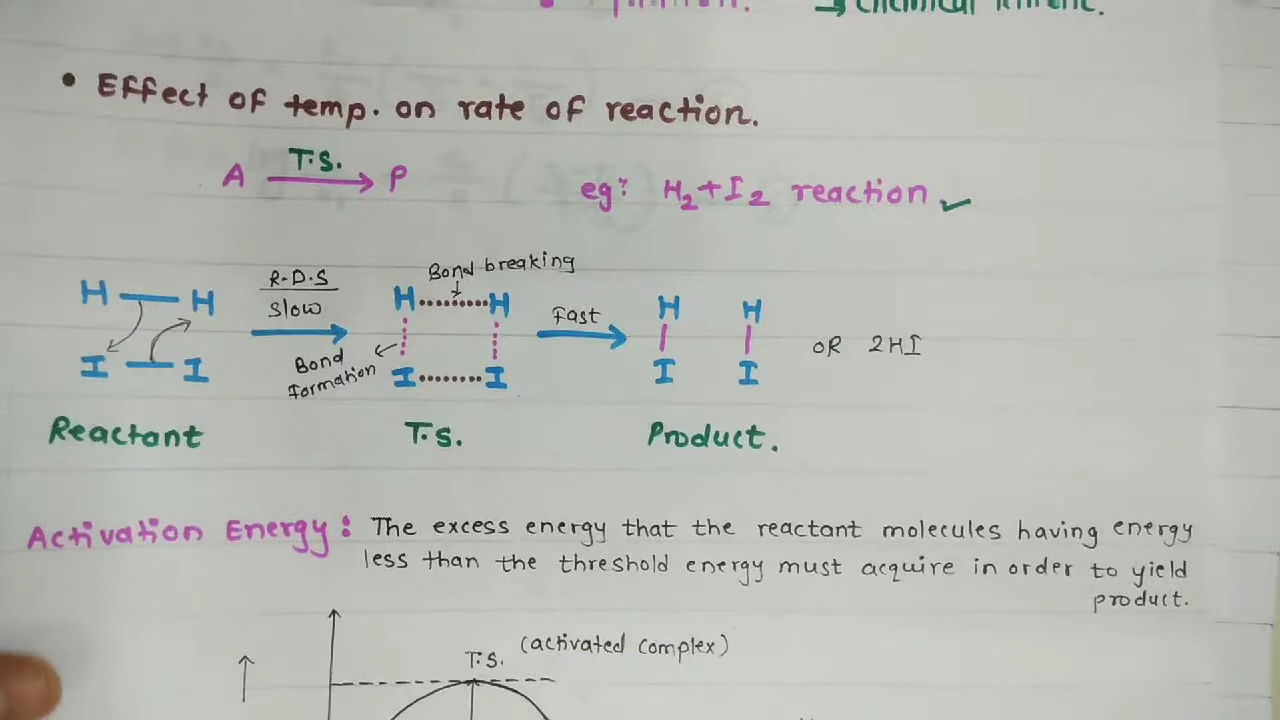 → chemical
• Effect of temp. on rate of reaction.
A T.S. → P
eg: H2+I2 reaction ✓
Bond breaking
R.D.S
Slow
Fast
H — H
H H
H H
OR 2HI
Bond
formation
I — I
I I
I I
Reactant
T.S.
Product.
Activation Energy: The excess energy that the reactant molecules having energy
less than the threshold energy must acquire in order to yield
product.
(activated complex)
T.S.